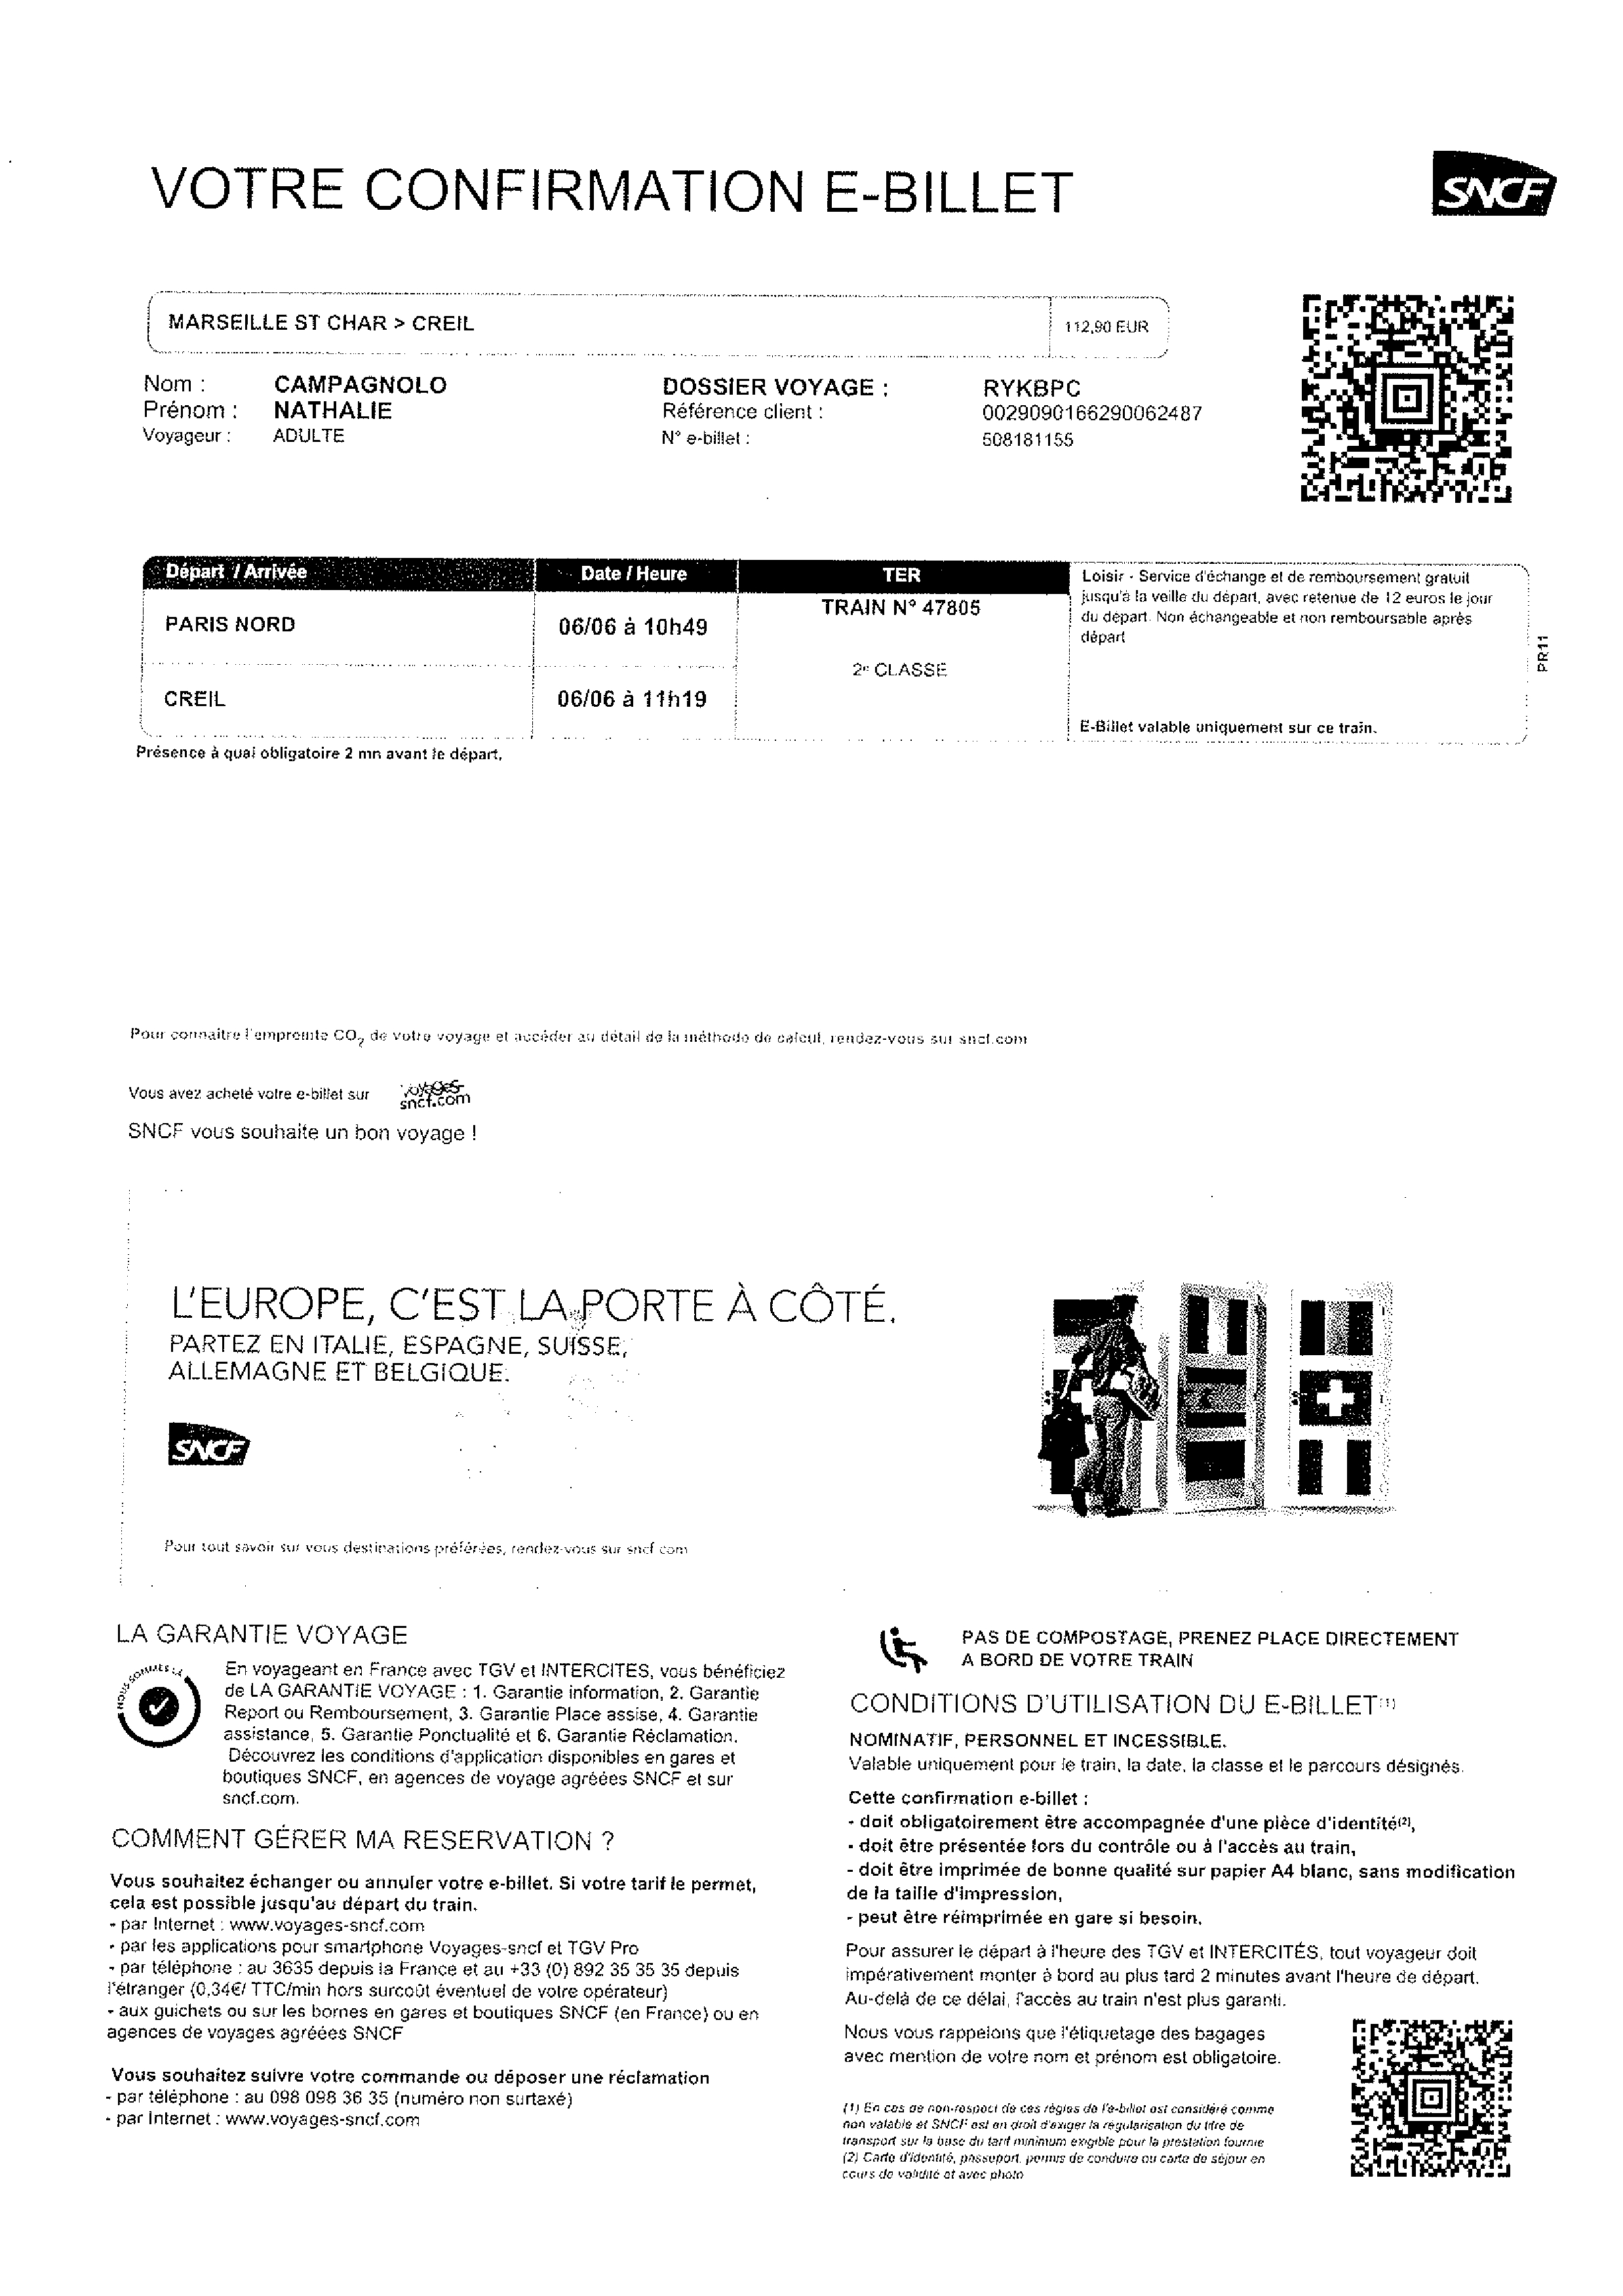 VOTRE CONFIRMATION E-BILLET
SNCF
MARSEILLE ST CHAR > CREIL
112,90 EUR
Nom : CAMPAGNOLO
Prénom : NATHALIE
Voyageur : ADULTE
DOSSIER VOYAGE : RYKBPC
Référence client : 0029090166290062487
N° e-billet : 508181155
Départ / Arrivée Date / Heure TER
TRAIN N° 47805
PARIS NORD 06/06 à 10h49
2e CLASSE
CREIL 06/06 à 11h19
Loisir - Service d'échange et de remboursement gratuit
jusqu'à la veille du départ, avec retenue de 12 euros le jour
du départ. Non échangeable et non remboursable après
départ
E-Billet valable uniquement sur ce train.
PR11
Présence à quai obligatoire 2 mn avant le départ.
Pour connaitre l'empreinte CO2 de votre voyage et accéder au détail de la méthode de calcul, rendez-vous sur sncf.com
Vous avez acheté votre e-billet sur voyages-
sncf.com
SNCF vous souhaite un bon voyage !
L'EUROPE, C'EST LA PORTE À CÔTÉ.
PARTEZ EN ITALIE, ESPAGNE, SUISSE,
ALLEMAGNE ET BELGIQUE.
SNCF
Pour tout savoir sur vous destinations préférées, rendez-vous sur sncf.com
LA GARANTIE VOYAGE
NOUS SOMMES LÀ
En voyageant en France avec TGV et INTERCITES, vous bénéficiez
de LA GARANTIE VOYAGE : 1. Garantie information, 2. Garantie
Report ou Remboursement, 3. Garantie Place assise, 4. Garantie
assistance, 5. Garantie Ponctualité et 6. Garantie Réclamation.
Découvrez les conditions d'application disponibles en gares et
boutiques SNCF, en agences de voyage agréées SNCF et sur
sncf.com.
COMMENT GÉRER MA RESERVATION ?
Vous souhaitez échanger ou annuler votre e-billet. Si votre tarif le permet,
cela est possible jusqu'au départ du train.
- par Internet : www.voyages-sncf.com
- par les applications pour smartphone Voyages-sncf et TGV Pro
- par téléphone : au 3635 depuis la France et au +33 (0) 892 35 35 35 depuis
l'étranger (0,34€/ TTC/min hors surcoût éventuel de votre opérateur)
- aux guichets ou sur les bornes en gares et boutiques SNCF (en France) ou en
agences de voyages agréées SNCF
Vous souhaitez suivre votre commande ou déposer une réclamation
- par téléphone : au 098 098 36 35 (numéro non surtaxé)
- par Internet : www.voyages-sncf.com
PAS DE COMPOSTAGE, PRENEZ PLACE DIRECTEMENT
A BORD DE VOTRE TRAIN
CONDITIONS D'UTILISATION DU E-BILLET(1)
NOMINATIF, PERSONNEL ET INCESSIBLE.
Valable uniquement pour le train, la date, la classe et le parcours désignés.
Cette confirmation e-billet :
- doit obligatoirement être accompagnée d'une pièce d'identité(2),
- doit être présentée lors du contrôle ou à l'accès au train,
- doit être imprimée de bonne qualité sur papier A4 blanc, sans modification
de la taille d'impression,
- peut être réimprimée en gare si besoin.
Pour assurer le départ à l'heure des TGV et INTERCITÉS, tout voyageur doit
impérativement monter à bord au plus tard 2 minutes avant l'heure de départ.
Au-delà de ce délai, l'accès au train n'est plus garanti.
Nous vous rappelons que l'étiquetage des bagages
avec mention de votre nom et prénom est obligatoire.
(1) En cas de non-respect de ces règles de l'e-billet est considéré comme
non valable et SNCF est en droit d'exiger la régularisation du titre de
transport sur la base du tarif minimum exigible pour la prestation fournie
(2) Carte d'identité, passeport, permis de conduire ou carte de séjour en
cours de validité et avec photo